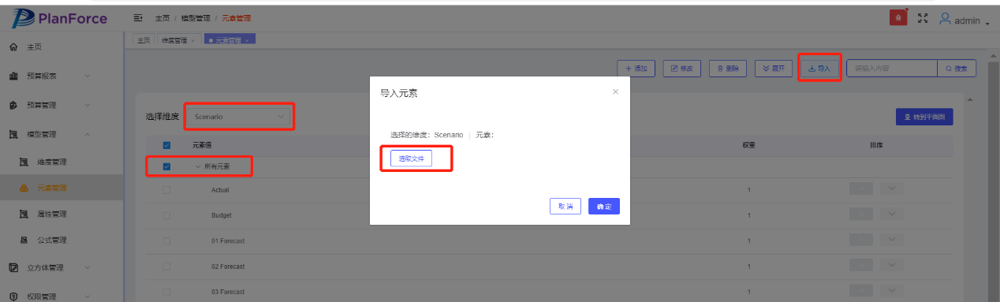 PlanForce
主页 / 模型管理 / 元素管理
admin
主页
维度管理 ×
元素管理 ×
主页
预算报表
预算管理
模型管理
维度管理
元素管理
属性管理
公式管理
立方体管理
权限管理
+ 添加
修改
删除
展开
导入
请输入内容
搜索
选择维度
Scenario
转到平面图
元素值
权重
排序
所有元素
Actual
1
Budget
1
01 Forecast
1
02 Forecast
1
03 Forecast
1
导入元素
选择的维度：Scenario | 元素：
选取文件
取 消
确 定